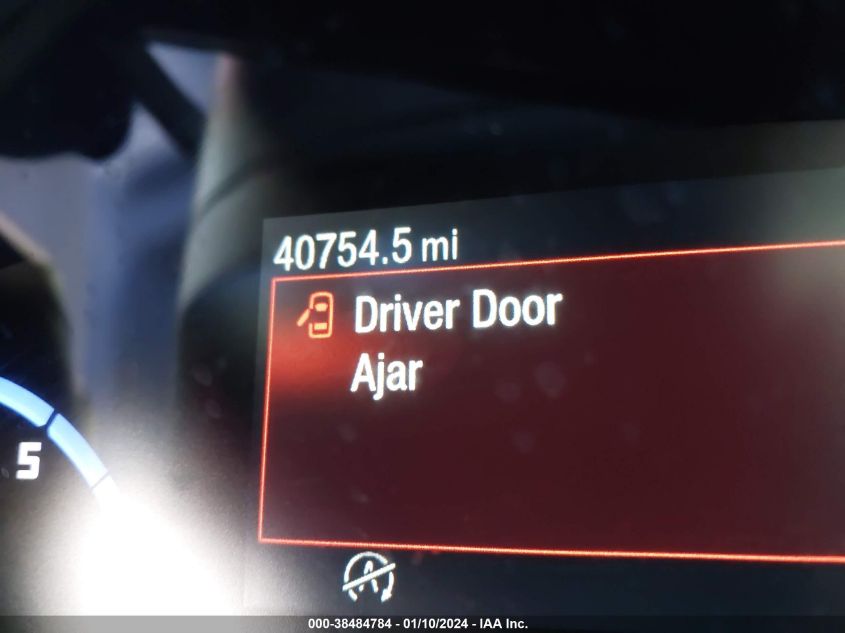 40754.5 mi
Driver Door
Ajar
5
A
000-38484784 - 01/10/2024 - IAA Inc.